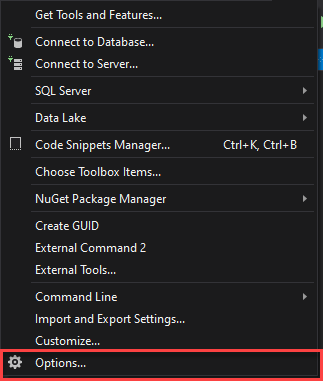 Get Tools and Features...
Connect to Database...
Connect to Server...
SQL Server
Data Lake
Code Snippets Manager... Ctrl+K, Ctrl+B
Choose Toolbox Items...
NuGet Package Manager
Create GUID
External Command 2
External Tools...
Command Line
Import and Export Settings...
Customize...
Options...